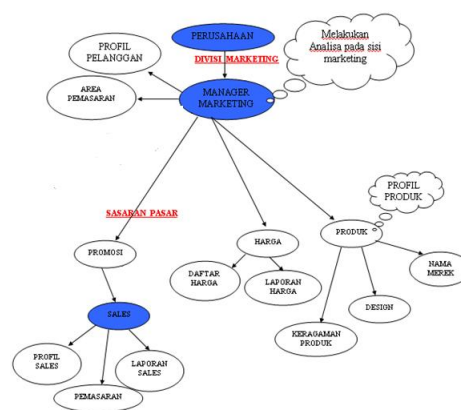 PERUSAHAAN
Melakukan
Analisa pada sisi
marketing
PROFIL
PELANGGAN
DIVISI MARKETING
AREA
PEMASARAN
MANAGER
MARKETING
PROFIL
PRODUK
SASARAN PASAR
PRODUK
HARGA
PROMOSI
NAMA
MEREK
DAFTAR
HARGA
LAPORAN
HARGA
DESIGN
SALES
KERAGAMAN
PRODUK
PROFIL
SALES
LAPORAN
SALES
PEMASARAN